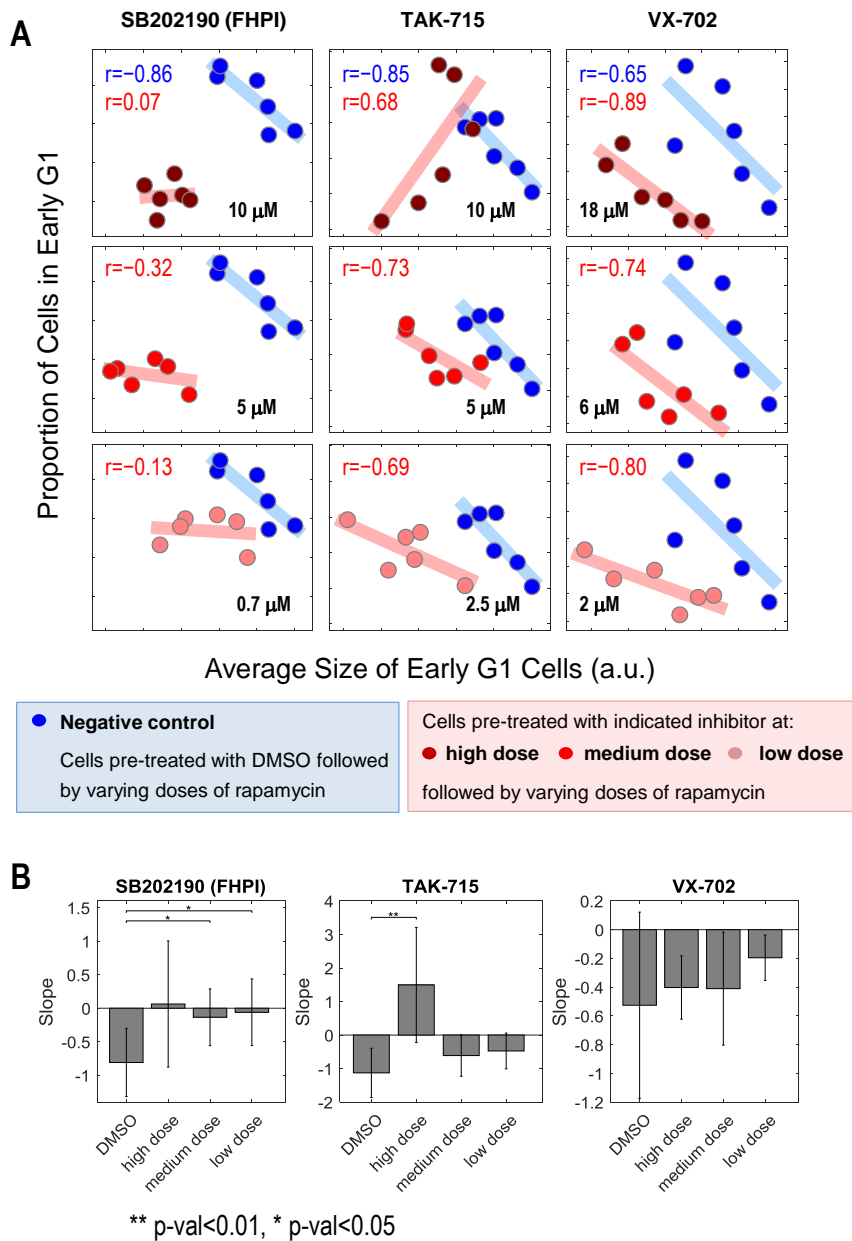 A
SB202190 (FHPI)
TAK-715
VX-702
Proportion of Cells in Early G1
r=−0.86
r=0.07
10 µM
r=−0.85
r=0.68
10 µM
r=−0.65
r=−0.89
18 µM
r=−0.32
5 µM
r=−0.73
5 µM
r=−0.74
6 µM
r=−0.13
0.7 µM
r=−0.69
2.5 µM
r=−0.80
2 µM
Average Size of Early G1 Cells (a.u.)
Negative control
Cells pre-treated with DMSO followed
by varying doses of rapamycin
Cells pre-treated with indicated inhibitor at:
high dose medium dose low dose
followed by varying doses of rapamycin
B
SB202190 (FHPI)
Slope
1.5
1
0.5
0
-0.5
-1
*
*
DMSO
high dose
medium dose
low dose
TAK-715
Slope
4
3
2
1
0
-1
-2
**
DMSO
high dose
medium dose
low dose
VX-702
Slope
0.2
0
-0.2
-0.4
-0.6
-0.8
-1
-1.2
DMSO
high dose
medium dose
low dose
** p-val<0.01, * p-val<0.05